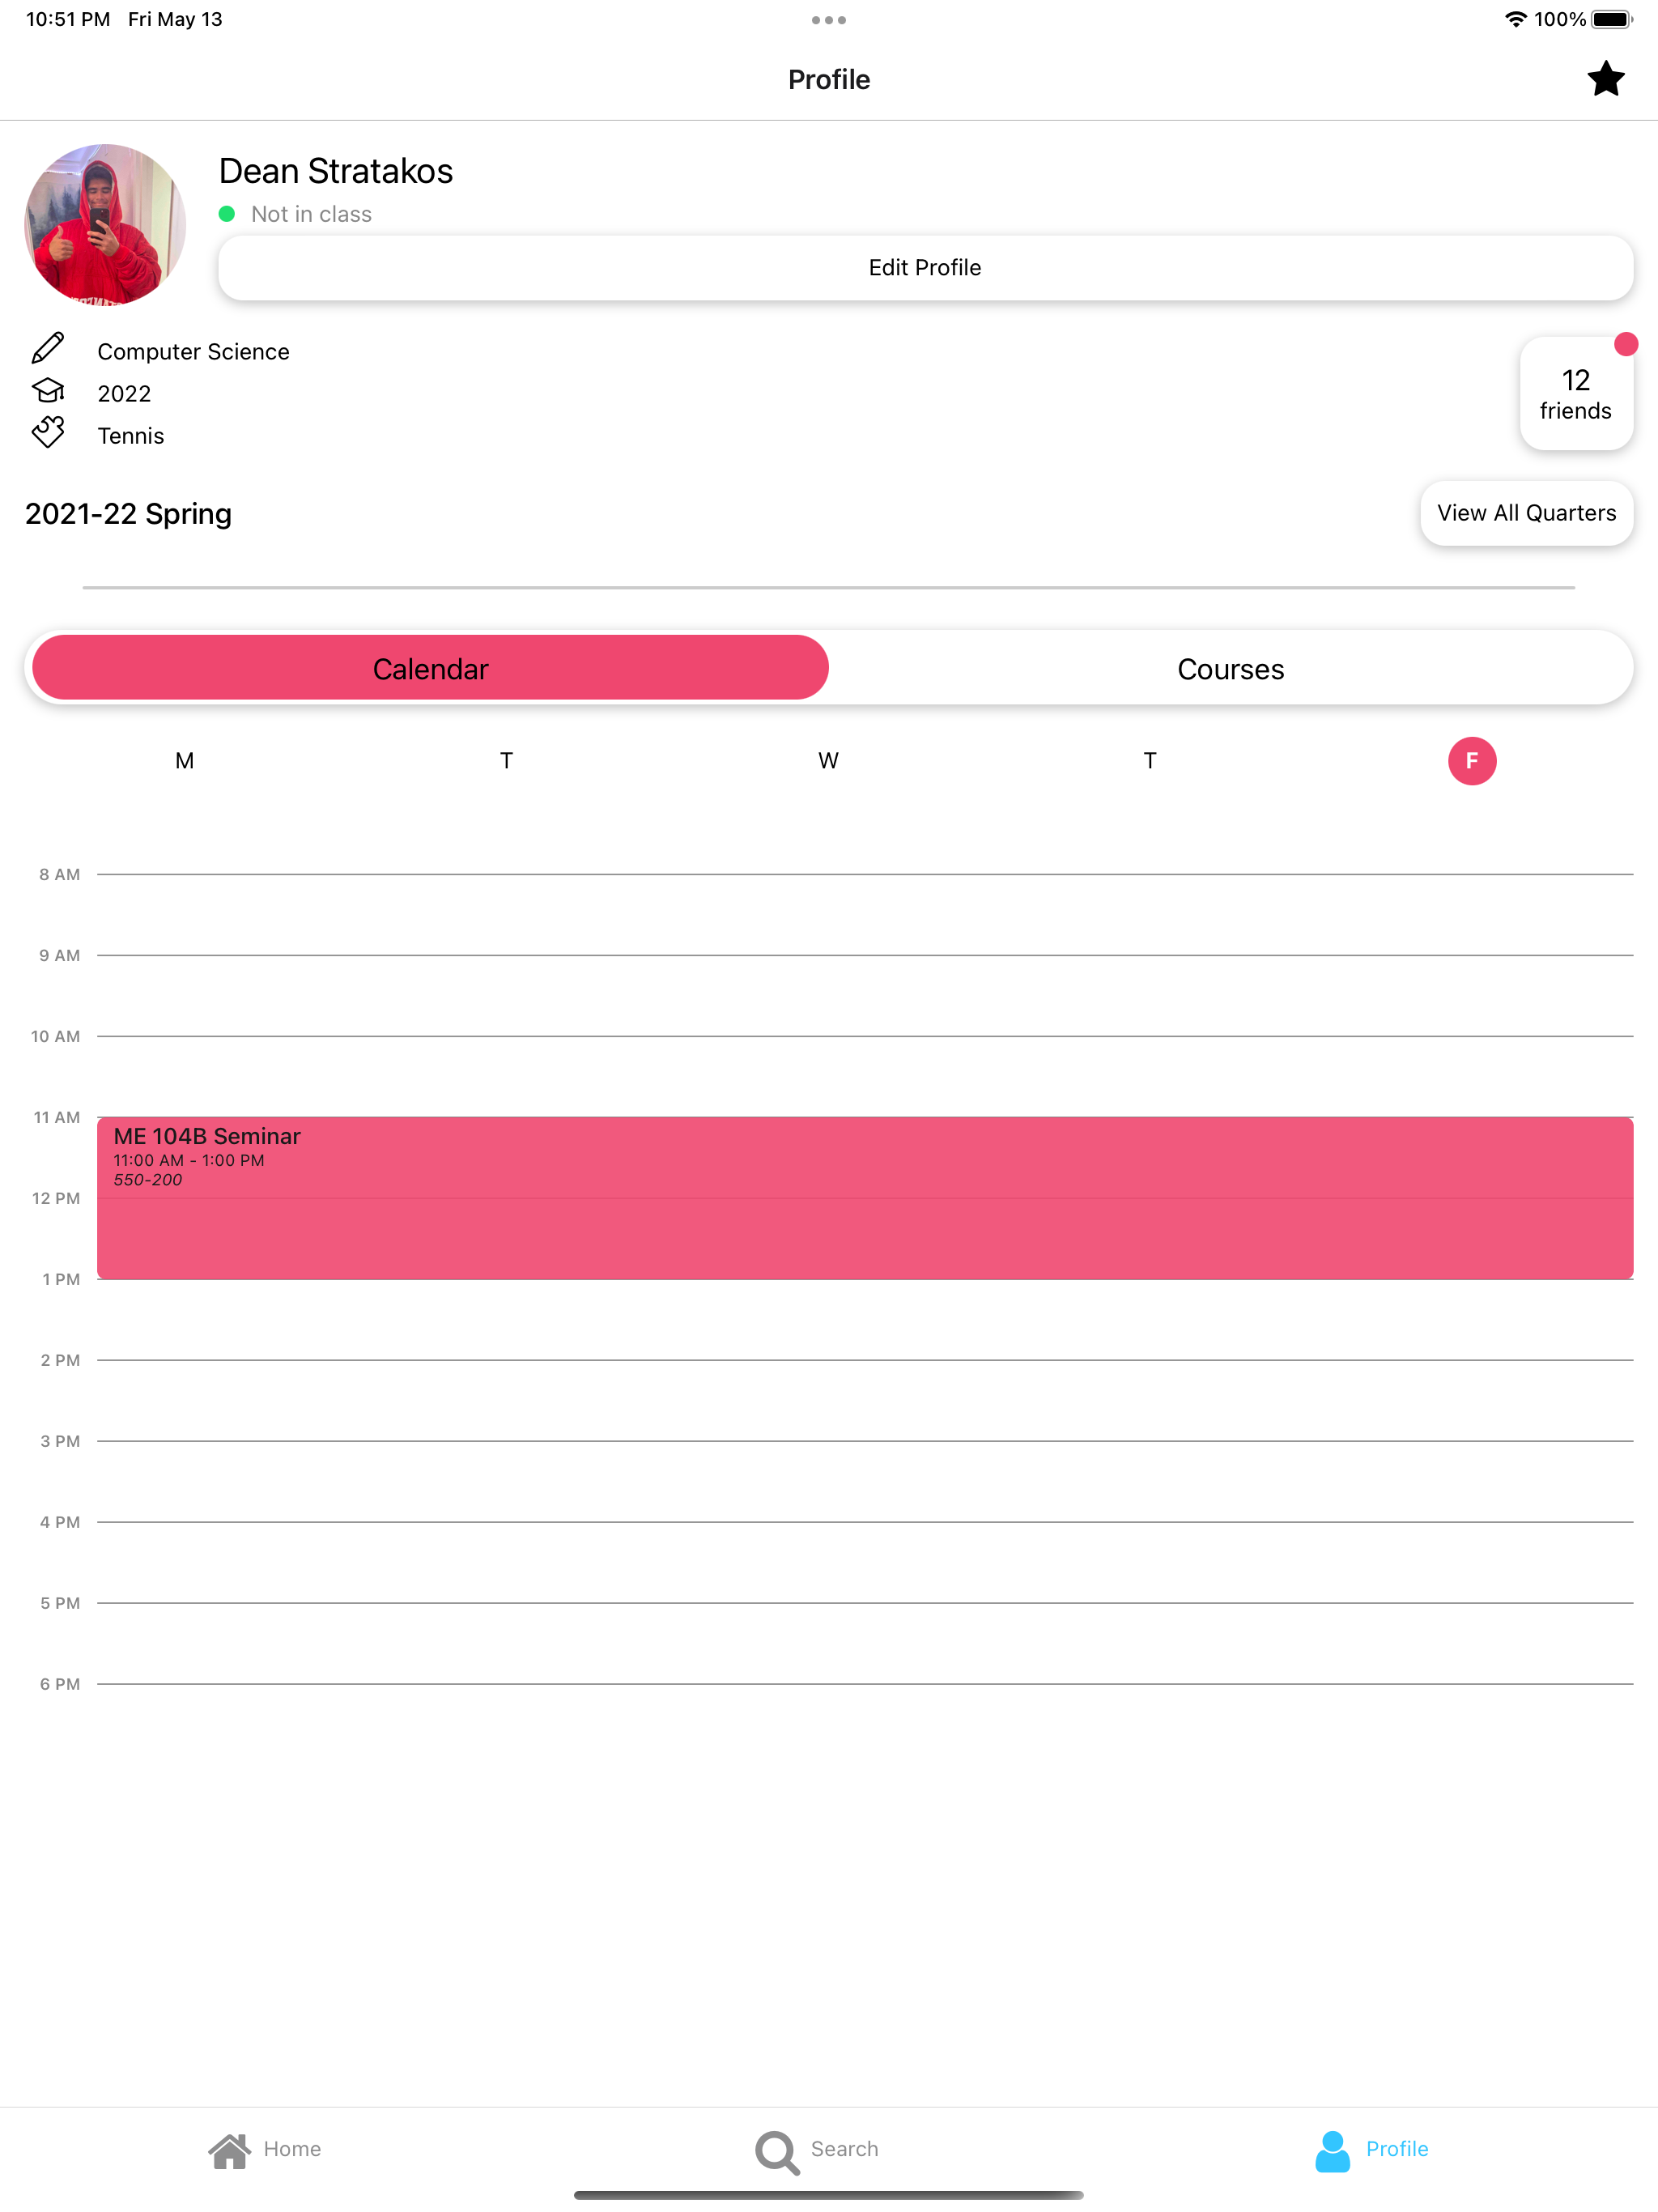 10:51 PM Fri May 13
100%
Profile
Dean Stratakos
Not in class
Edit Profile
Computer Science
2022
Tennis
12
friends
2021-22 Spring
View All Quarters
Calendar
Courses
M T W T F
8 AM
9 AM
10 AM
11 AM
ME 104B Seminar
11:00 AM - 1:00 PM
550-200
12 PM
1 PM
2 PM
3 PM
4 PM
5 PM
6 PM
Home
Search
Profile